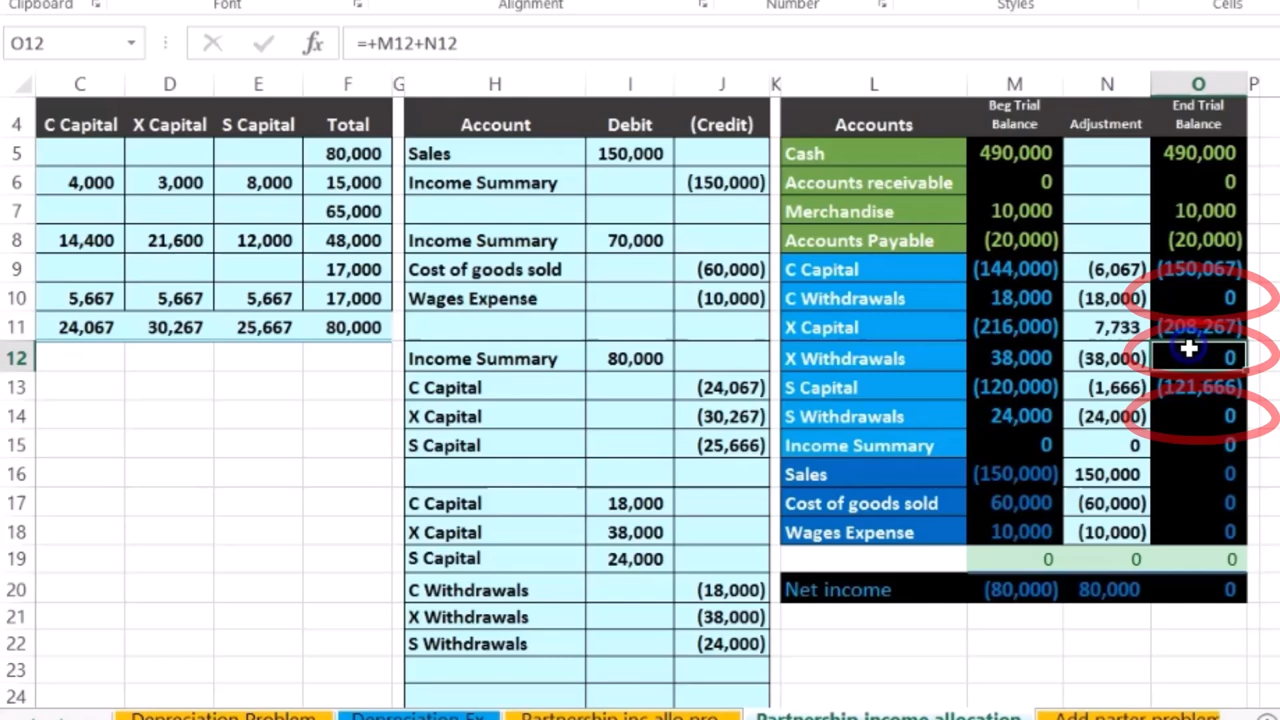 Clipboard Font Alignment Number Styles Cells
O12 fx =+M12+N12
C D E F G H I J K L M N O P
4 C Capital X Capital S Capital Total Account Debit (Credit) Accounts Beg Trial Balance Adjustment End Trial Balance
5 80,000 Sales 150,000 Cash 490,000 490,000
6 4,000 3,000 8,000 15,000 Income Summary (150,000) Accounts receivable 0 0
7 65,000 Merchandise 10,000 10,000
8 14,400 21,600 12,000 48,000 Income Summary 70,000 Accounts Payable (20,000) (20,000)
9 17,000 Cost of goods sold (60,000) C Capital (144,000) (6,067) (150,067)
10 5,667 5,667 5,667 17,000 Wages Expense (10,000) C Withdrawals 18,000 (18,000) 0
11 24,067 30,267 25,667 80,000 X Capital (216,000) 7,733 (208,267)
12 Income Summary 80,000 X Withdrawals 38,000 (38,000) 0
13 C Capital (24,067) S Capital (120,000) (1,666) (121,666)
14 X Capital (30,267) S Withdrawals 24,000 (24,000) 0
15 S Capital (25,666) Income Summary 0 0 0
16 Sales (150,000) 150,000 0
17 C Capital 18,000 Cost of goods sold 60,000 (60,000) 0
18 X Capital 38,000 Wages Expense 10,000 (10,000) 0
19 S Capital 24,000 0 0 0
20 C Withdrawals (18,000) Net income (80,000) 80,000 0
21 X Withdrawals (38,000)
22 S Withdrawals (24,000)
23
24
Depreciation Problem Depreciation Ex Partnership inc allo pro Partnership income allocation Add parter problem